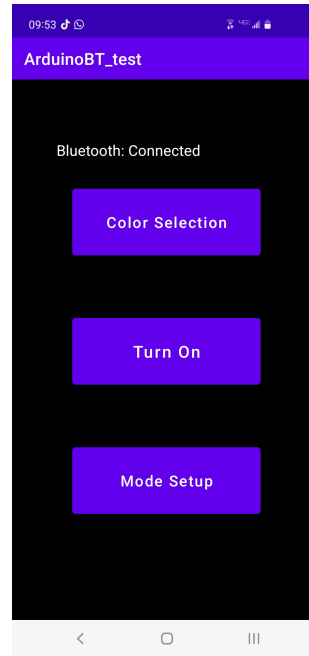 09:53
ArduinoBT_test
Bluetooth: Connected
Color Selection
Turn On
Mode Setup